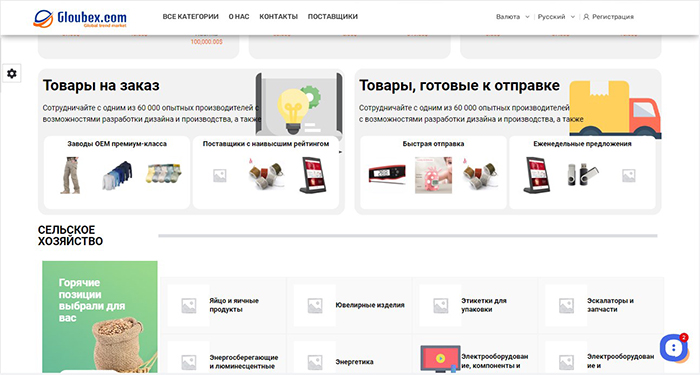 Gloubex.com
Global trend market
ВСЕ КАТЕГОРИИ О НАС КОНТАКТЫ ПОСТАВЩИКИ
Валюта Русский Регистрация
100,000.00$
Товары на заказ
Сотрудничайте с одним из 60 000 опытных производителей с
возможностями разработки дизайна и производства, а также
Заводы OEM премиум-класса
Поставщики с наивысшим рейтингом
Товары, готовые к отправке
Сотрудничайте с одним из 60 000 опытных производителей с
возможностями разработки дизайна и производства, а также
Быстрая отправка
Еженедельные предложения
СЕЛЬСКОЕ
ХОЗЯЙСТВО
Горячие
позиции
выбрали для
вас
Яйцо и яичные
продукты
Ювелирные изделия
Этикетки для
упаковки
Эскалаторы и
запчасти
Энергосберегающие
и люминесцентные
Энергетика
Электрооборудован
ие, компоненты и
Электрооборудован
ие и
2